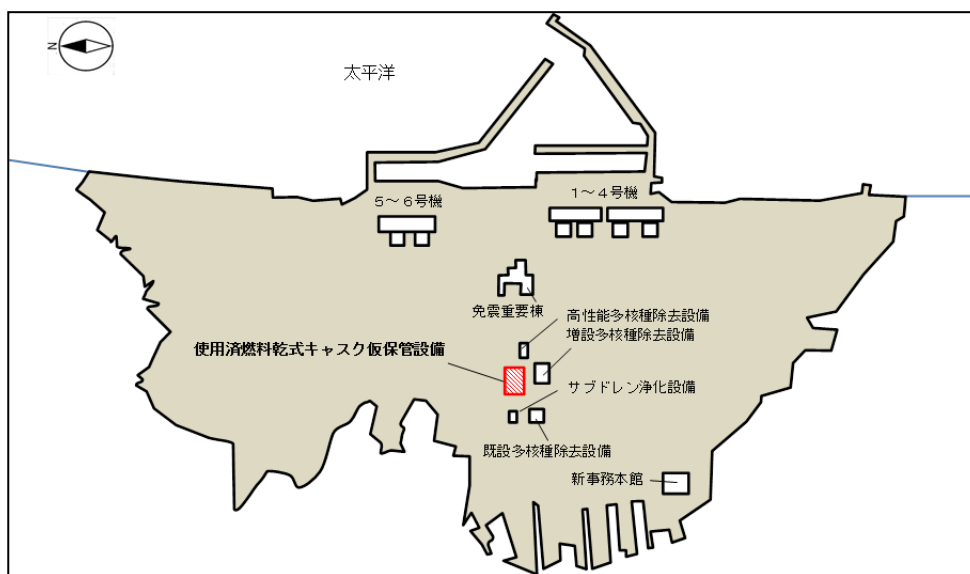 N
太平洋
5～6号機
1～4号機
免震重要棟
高性能多核種除去設備
増設多核種除去設備
使用済燃料乾式キャスク仮保管設備
サブドレン浄化設備
既設多核種除去設備
新事務本館